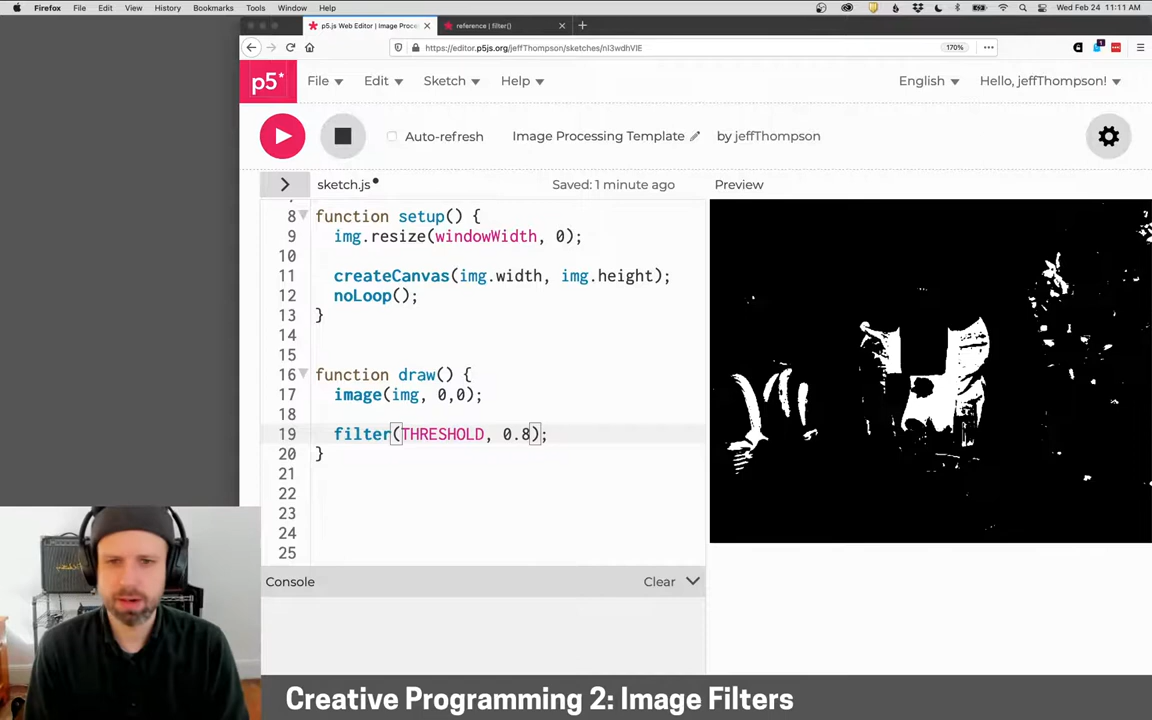 Firefox File Edit View History Bookmarks Tools Window Help Wed Feb 24 11:11 AM
p5.js Web Editor | Image Proce reference | filter()
https://editor.p5js.org/jeffThompson/sketches/nI3wdhVIE 170%
p5* File Edit Sketch Help English Hello, jeffThompson!
Auto-refresh Image Processing Template by jeffThompson
sketch.js Saved: 1 minute ago Preview
8 function setup() {
9 img.resize(windowWidth, 0);
10
11 createCanvas(img.width, img.height);
12 noLoop();
13 }
14
15
16 function draw() {
17 image(img, 0,0);
18
19 filter(THRESHOLD, 0.8);
20 }
21
22
23
24
25
Console Clear
Creative Programming 2: Image Filters